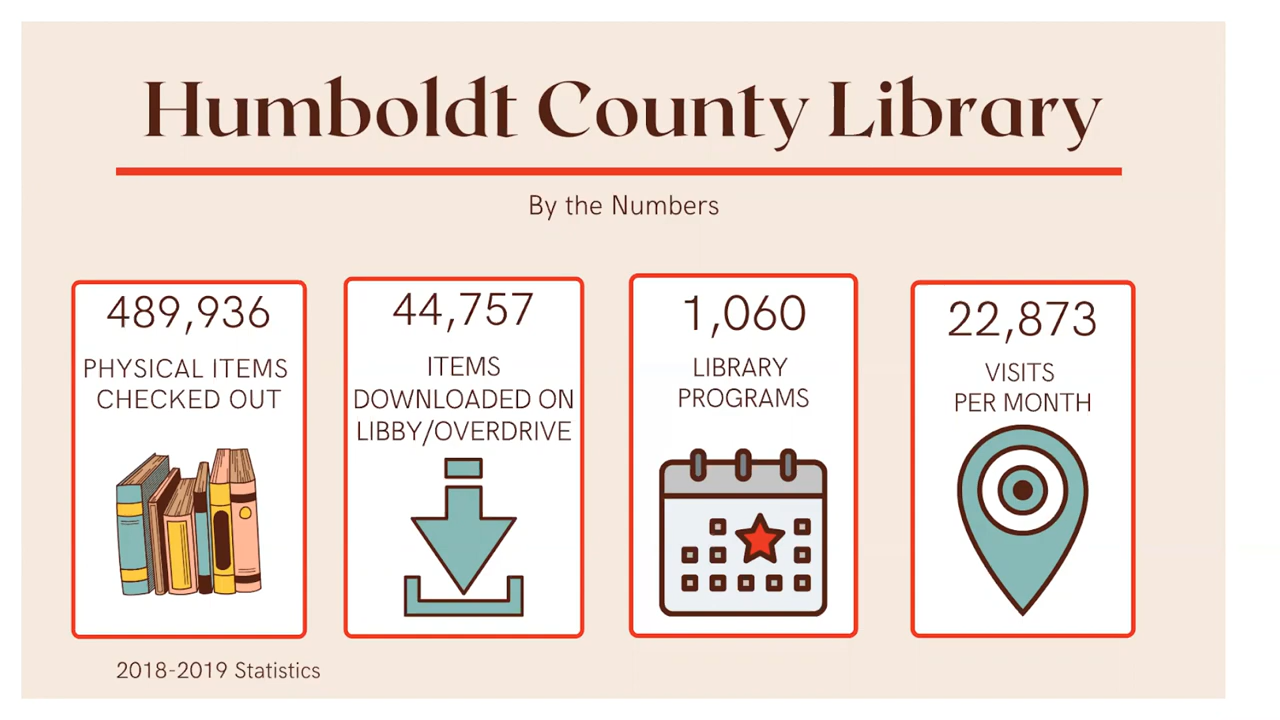 Humboldt County Library
By the Numbers
489,936
PHYSICAL ITEMS
CHECKED OUT
44,757
ITEMS
DOWNLOADED ON
LIBBY/OVERDRIVE
1,060
LIBRARY
PROGRAMS
22,873
VISITS
PER MONTH
2018-2019 Statistics